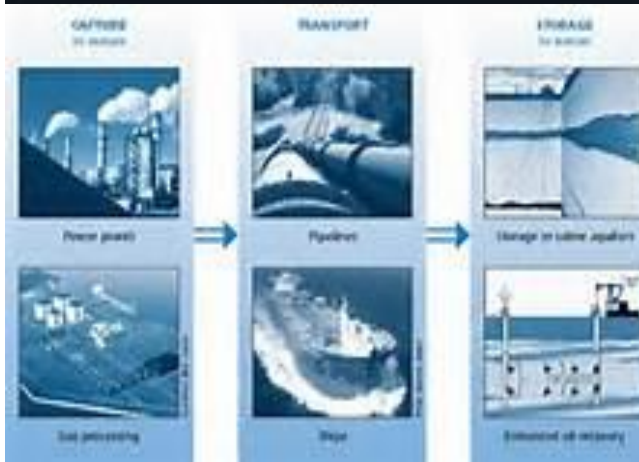 CAPTURE
TRANSPORT
STORAGE
Power plants
Pipelines
Storage in saline aquifers
Gas processing
Ships
Enhanced oil recovery